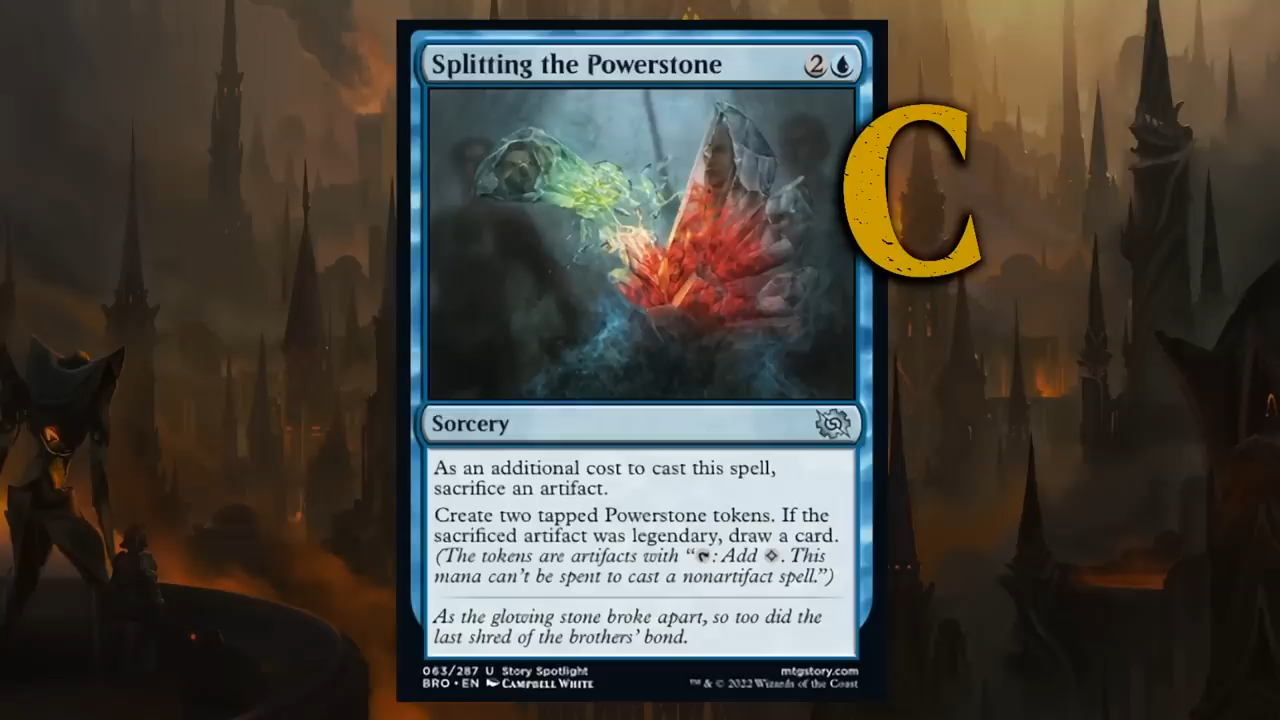 Splitting the Powerstone 2
C
Sorcery
As an additional cost to cast this spell,
sacrifice an artifact.
Create two tapped Powerstone tokens. If the
sacrificed artifact was legendary, draw a card.
(The tokens are artifacts with “: Add . This
mana can’t be spent to cast a nonartifact spell.”)
As the glowing stone broke apart, so too did the
last shred of the brothers’ bond.
063/287 U Story Spotlight mtgstory.com
BRO • EN CAMPBELL WHITE ™ & © 2022 Wizards of the Coast